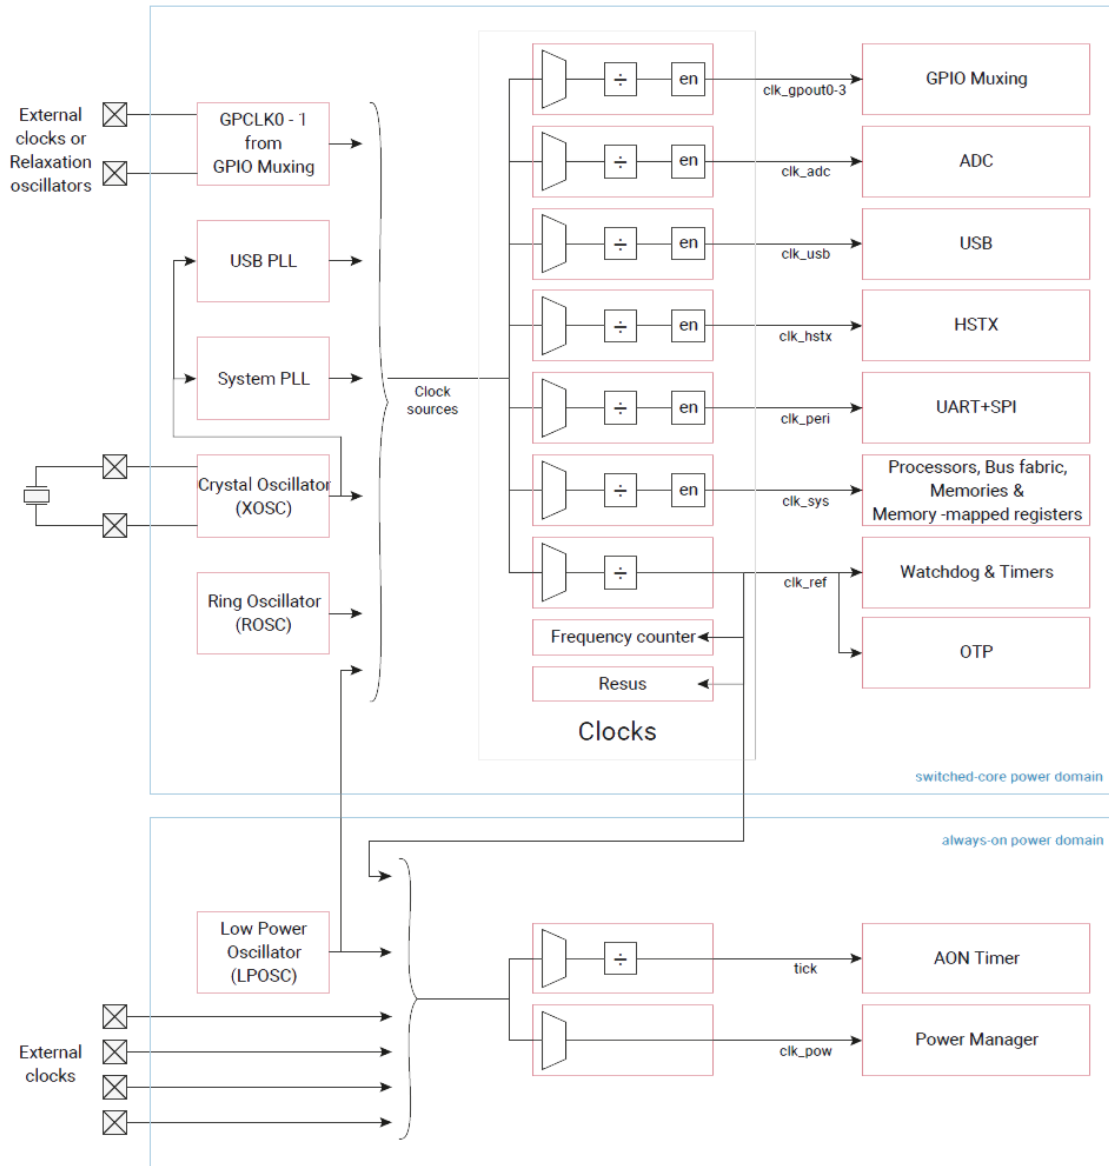 External
clocks or
Relaxation
oscillators
GPCLK0 - 1
from
GPIO Muxing
USB PLL
System PLL
Crystal Oscillator
(XOSC)
Ring Oscillator
(ROSC)
Clock
sources
÷
en
clk_gpout0-3
GPIO Muxing
÷
en
clk_adc
ADC
÷
en
clk_usb
USB
÷
en
clk_hstx
HSTX
÷
en
clk_peri
UART+SPI
÷
en
clk_sys
Processors, Bus fabric,
Memories &
Memory -mapped registers
÷
clk_ref
Watchdog & Timers
Frequency counter
OTP
Resus
Clocks
switched-core power domain
always-on power domain
Low Power
Oscillator
(LPOSC)
External
clocks
÷
tick
AON Timer
clk_pow
Power Manager